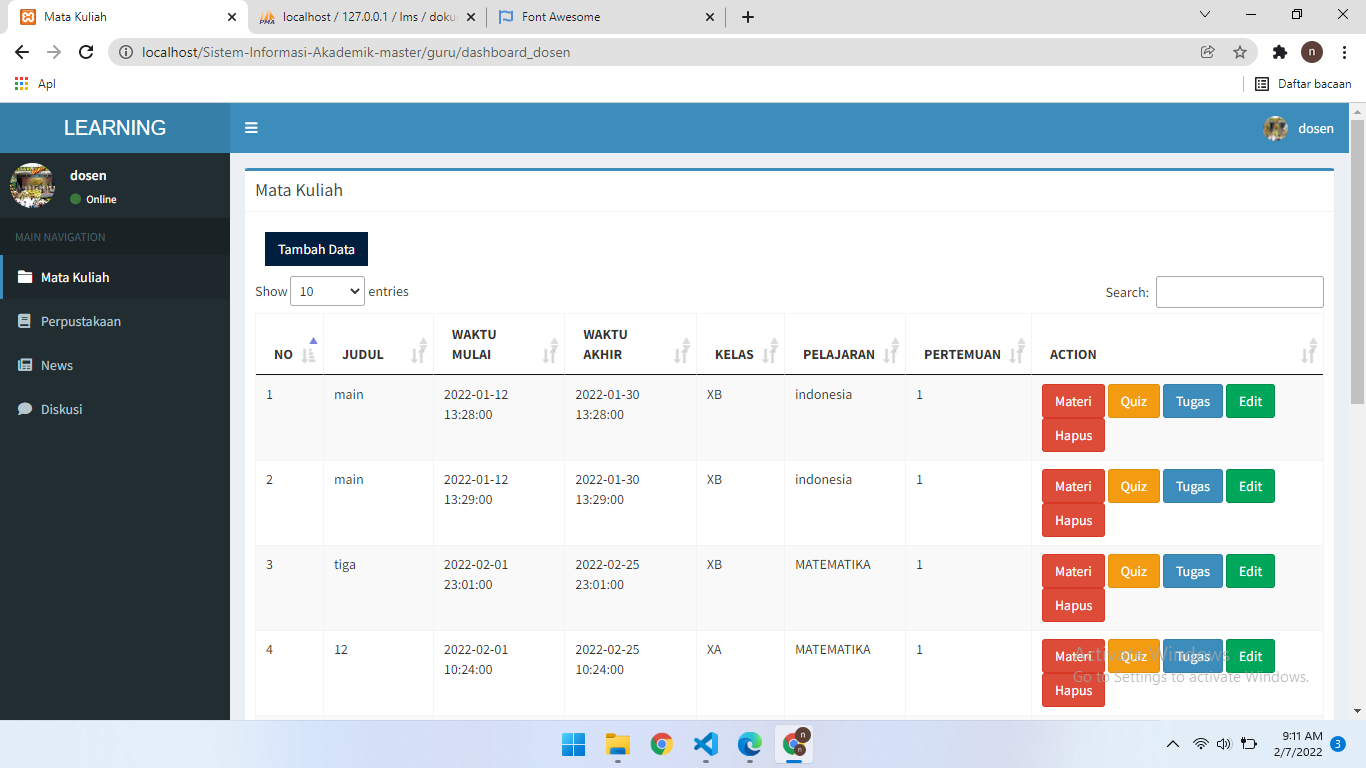 Mata Kuliah
localhost / 127.0.0.1 / lms / doku
Font Awesome
localhost/Sistem-Informasi-Akademik-master/guru/dashboard_dosen
n
Apl
Daftar bacaan
LEARNING
dosen
dosen
Online
MAIN NAVIGATION
Mata Kuliah
Perpustakaan
News
Diskusi
Mata Kuliah
Tambah Data
Show 10 entries
Search:
NO JUDUL WAKTU MULAI WAKTU AKHIR KELAS PELAJARAN PERTEMUAN ACTION
1 main 2022-01-12 13:28:00 2022-01-30 13:28:00 XB indonesia 1 Materi Quiz Tugas Edit Hapus
2 main 2022-01-12 13:29:00 2022-01-30 13:29:00 XB indonesia 1 Materi Quiz Tugas Edit Hapus
3 tiga 2022-02-01 23:01:00 2022-02-25 23:01:00 XB MATEMATIKA 1 Materi Quiz Tugas Edit Hapus
4 12 2022-02-01 10:24:00 2022-02-25 10:24:00 XA MATEMATIKA 1 Materi Quiz Tugas Edit Hapus
Activate Windows
Go to Settings to activate Windows.
9:11 AM
2/7/2022
3